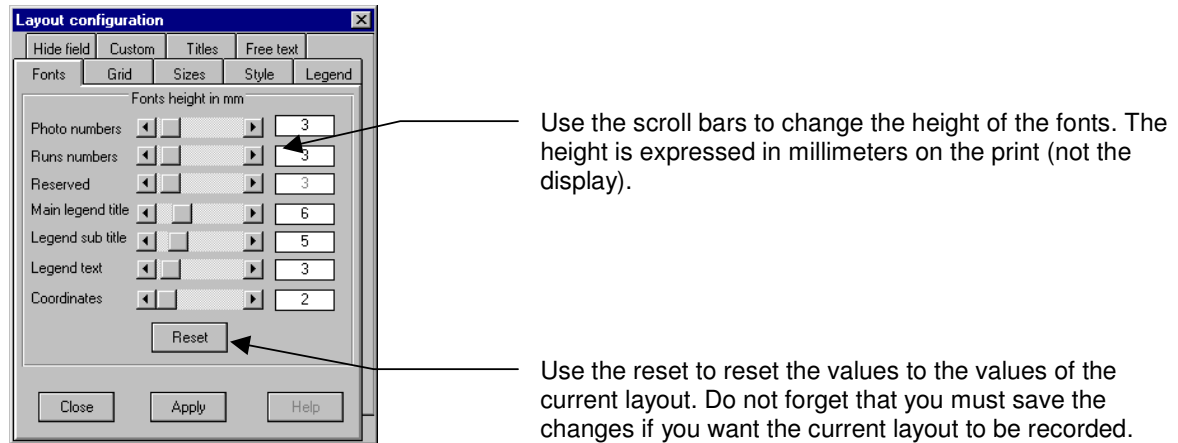 Layout configuration
Hide field Custom Titles Free text
Fonts Grid Sizes Style Legend
Fonts height in mm
Photo numbers 3
Runs numbers 3
Reserved 3
Main legend title 6
Legend sub title 5
Legend text 3
Coordinates 2
Reset
Close Apply Help
Use the scroll bars to change the height of the fonts. The
height is expressed in millimeters on the print (not the
display).
Use the reset to reset the values to the values of the
current layout. Do not forget that you must save the
changes if you want the current layout to be recorded.